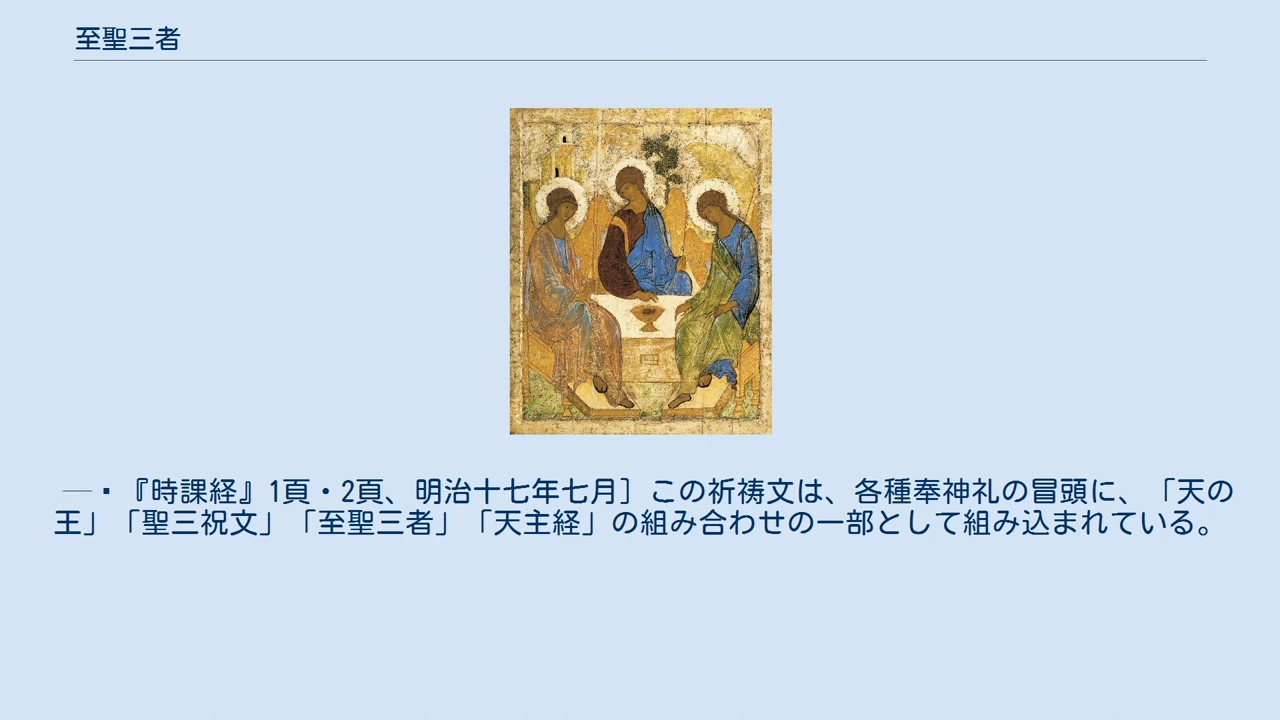 至聖三者
―▪『時課経』1頁・2頁、明治十七年七月］この祈祷文は、各種奉神礼の冒頭に、「天の
王」「聖三祝文」「至聖三者」「天主経」の組み合わせの一部として組み込まれている。